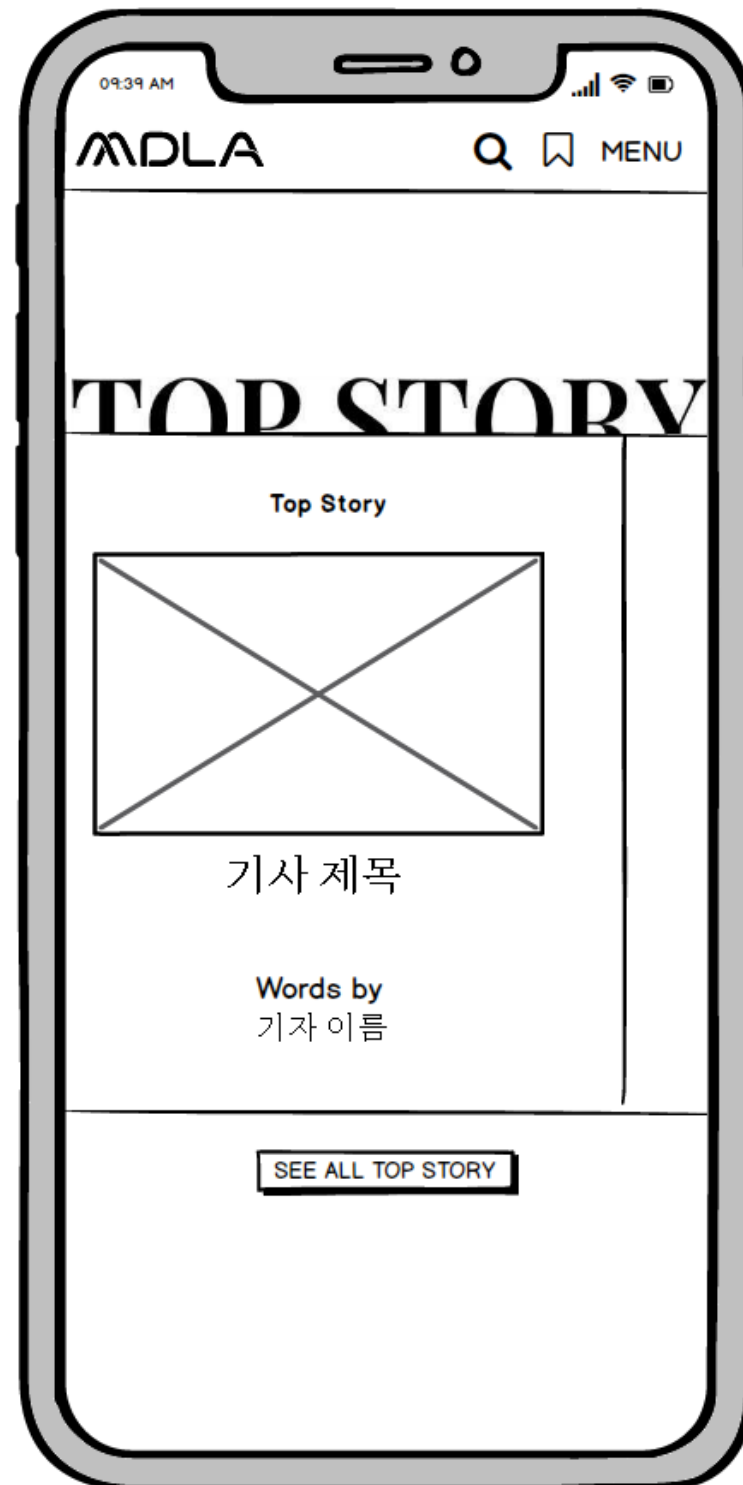 09:39 AM
MDLA
MENU
TOP STORY
Top Story
기사 제목
Words by
기자 이름
SEE ALL TOP STORY